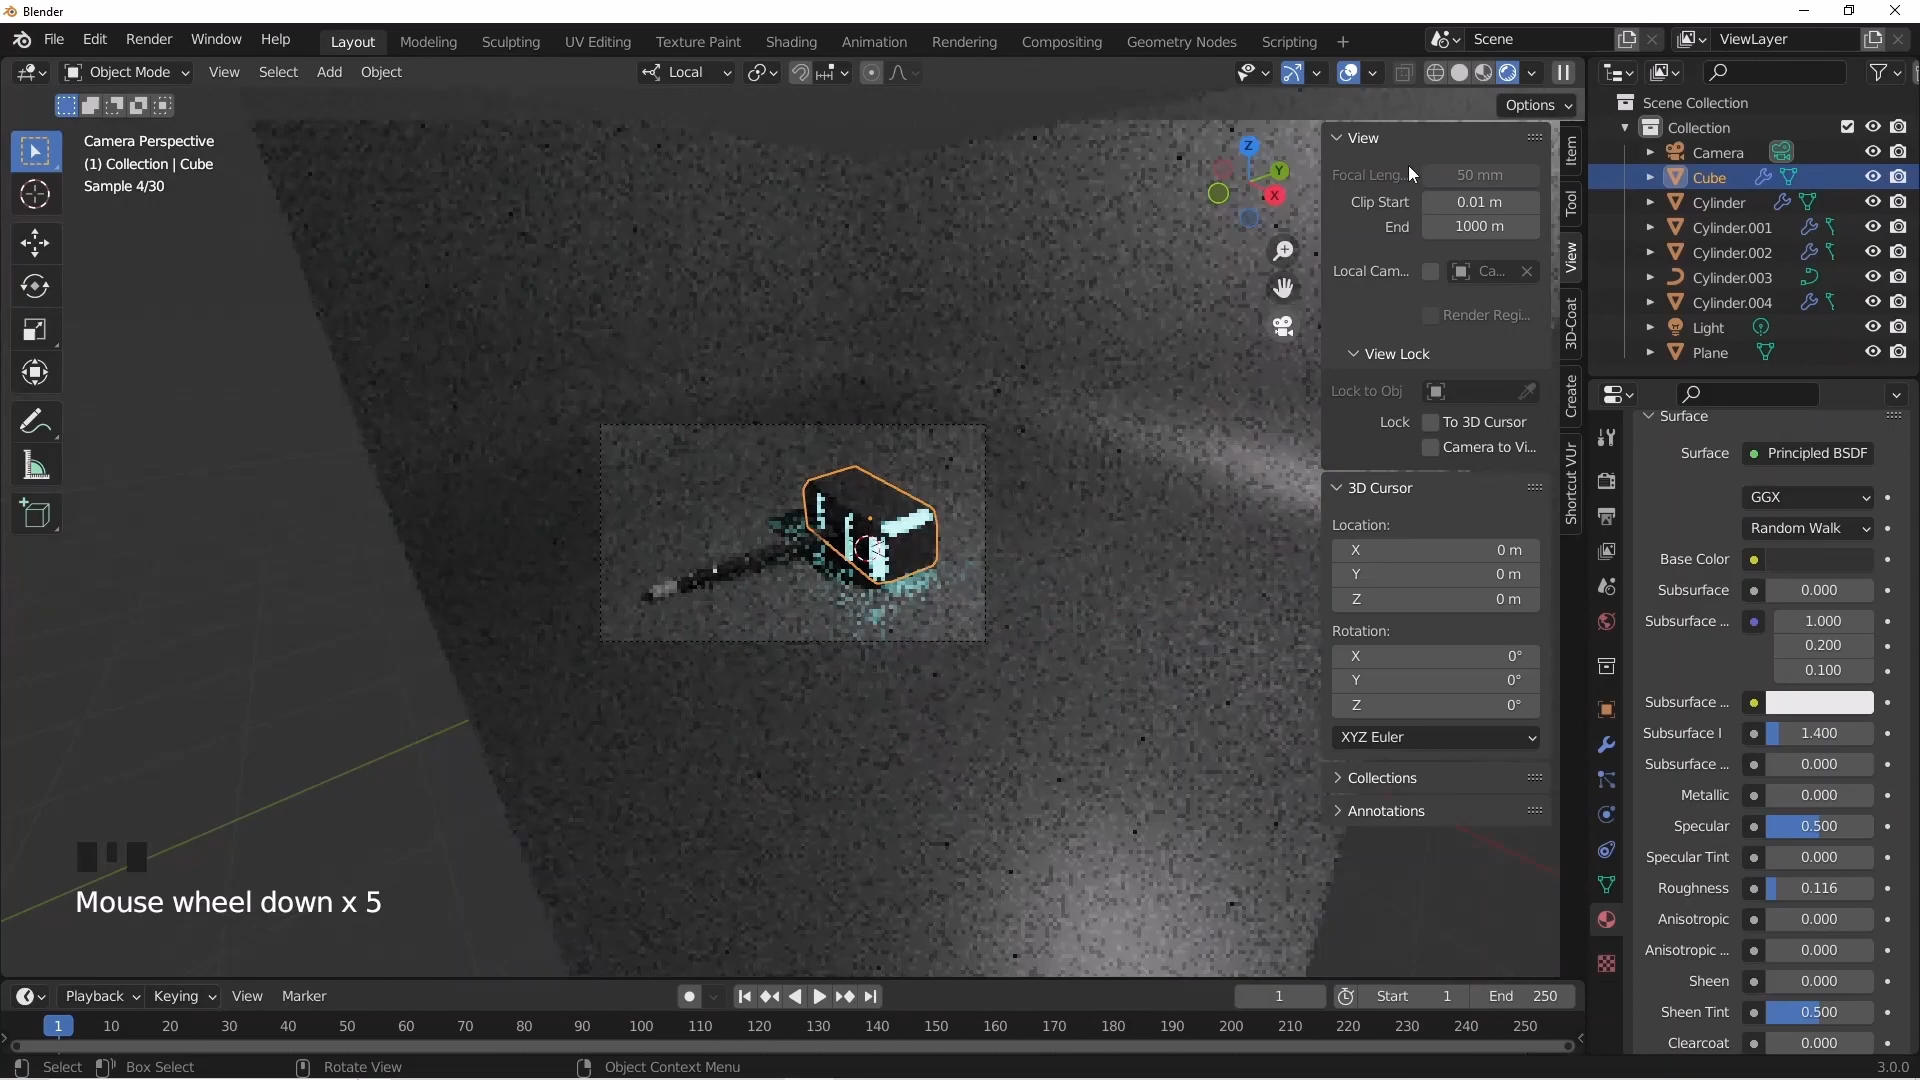 Blender
File Edit Render Window Help
Layout Modeling Sculpting UV Editing Texture Paint Shading Animation Rendering Compositing Geometry Nodes Scripting +
Scene
ViewLayer
Object Mode View Select Add Object
Local
Options
Camera Perspective
(1) Collection | Cube
Sample 4/30
Z
Y
X
View
Focal Leng... 50 mm
Clip Start 0.01 m
End 1000 m
Local Cam... Ca...
Render Regi...
View Lock
Lock to Obj
Lock To 3D Cursor
Camera to Vi...
3D Cursor
Location:
X 0 m
Y 0 m
Z 0 m
Rotation:
X 0°
Y 0°
Z 0°
XYZ Euler
Collections
Annotations
Item
Tool
View
3D-Coat
Create
Shortcut VUr
Scene Collection
Collection
Camera
Cube
Cylinder
Cylinder.001
Cylinder.002
Cylinder.003
Cylinder.004
Light
Plane
Surface
Surface Principled BSDF
GGX
Random Walk
Base Color
Subsurface 0.000
Subsurface ... 1.000
0.200
0.100
Subsurface ...
Subsurface I 1.400
Subsurface ... 0.000
Metallic 0.000
Specular 0.500
Specular Tint 0.000
Roughness 0.116
Anisotropic 0.000
Anisotropic ... 0.000
Sheen 0.000
Sheen Tint 0.500
Clearcoat 0.000
Mouse wheel down x 5
Playback Keying View Marker
1 Start 1 End 250
1 10 20 30 40 50 60 70 80 90 100 110 120 130 140 150 160 170 180 190 200 210 220 230 240 250
Select Box Select Rotate View Object Context Menu
3.0.0